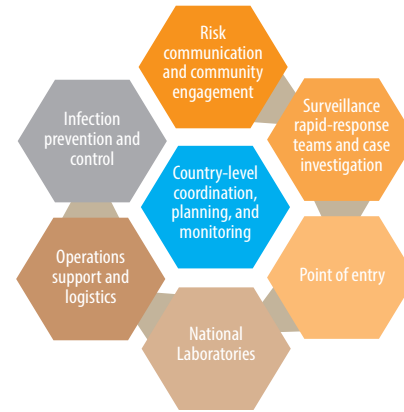 Risk
communication
and community
engagement
Surveillance
rapid-response
teams and case
investigation
Point of entry
National
Laboratories
Operations
support and
logistics
Infection
prevention and
control
Country-level
coordination,
planning, and
monitoring